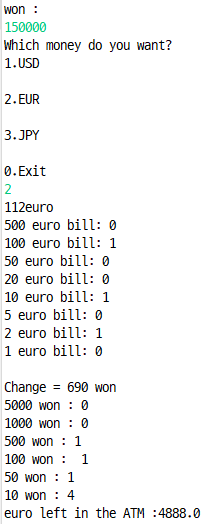 won :
150000
Which money do you want?
1.USD
2.EUR
3.JPY
0.Exit
2
112euro
500 euro bill: 0
100 euro bill: 1
50 euro bill: 0
20 euro bill: 0
10 euro bill: 1
5 euro bill: 0
2 euro bill: 1
1 euro bill: 0
Change = 690 won
5000 won : 0
1000 won : 0
500 won : 1
100 won :  1
50 won : 1
10 won : 4
euro left in the ATM :4888.0